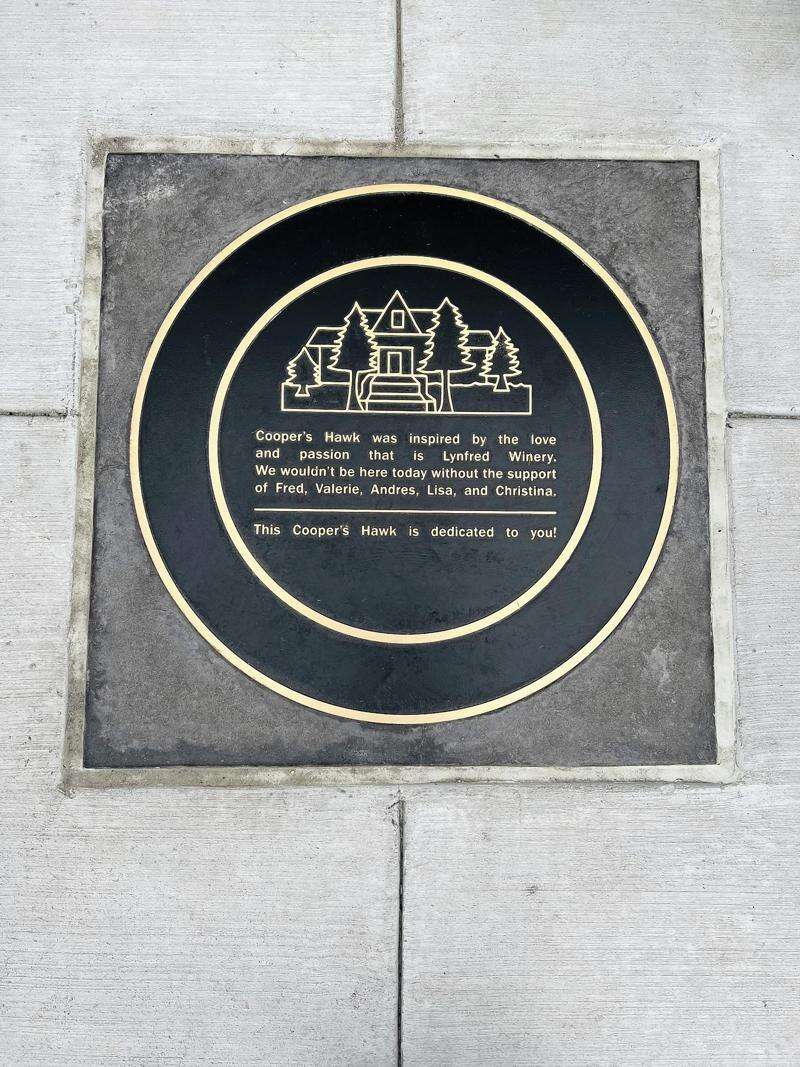 Cooper's Hawk was inspired by the love
and passion that is Lynfred Winery.
We wouldn't be here today without the support
of Fred, Valerie, Andres, Lisa, and Christina.
This Cooper's Hawk is dedicated to you!